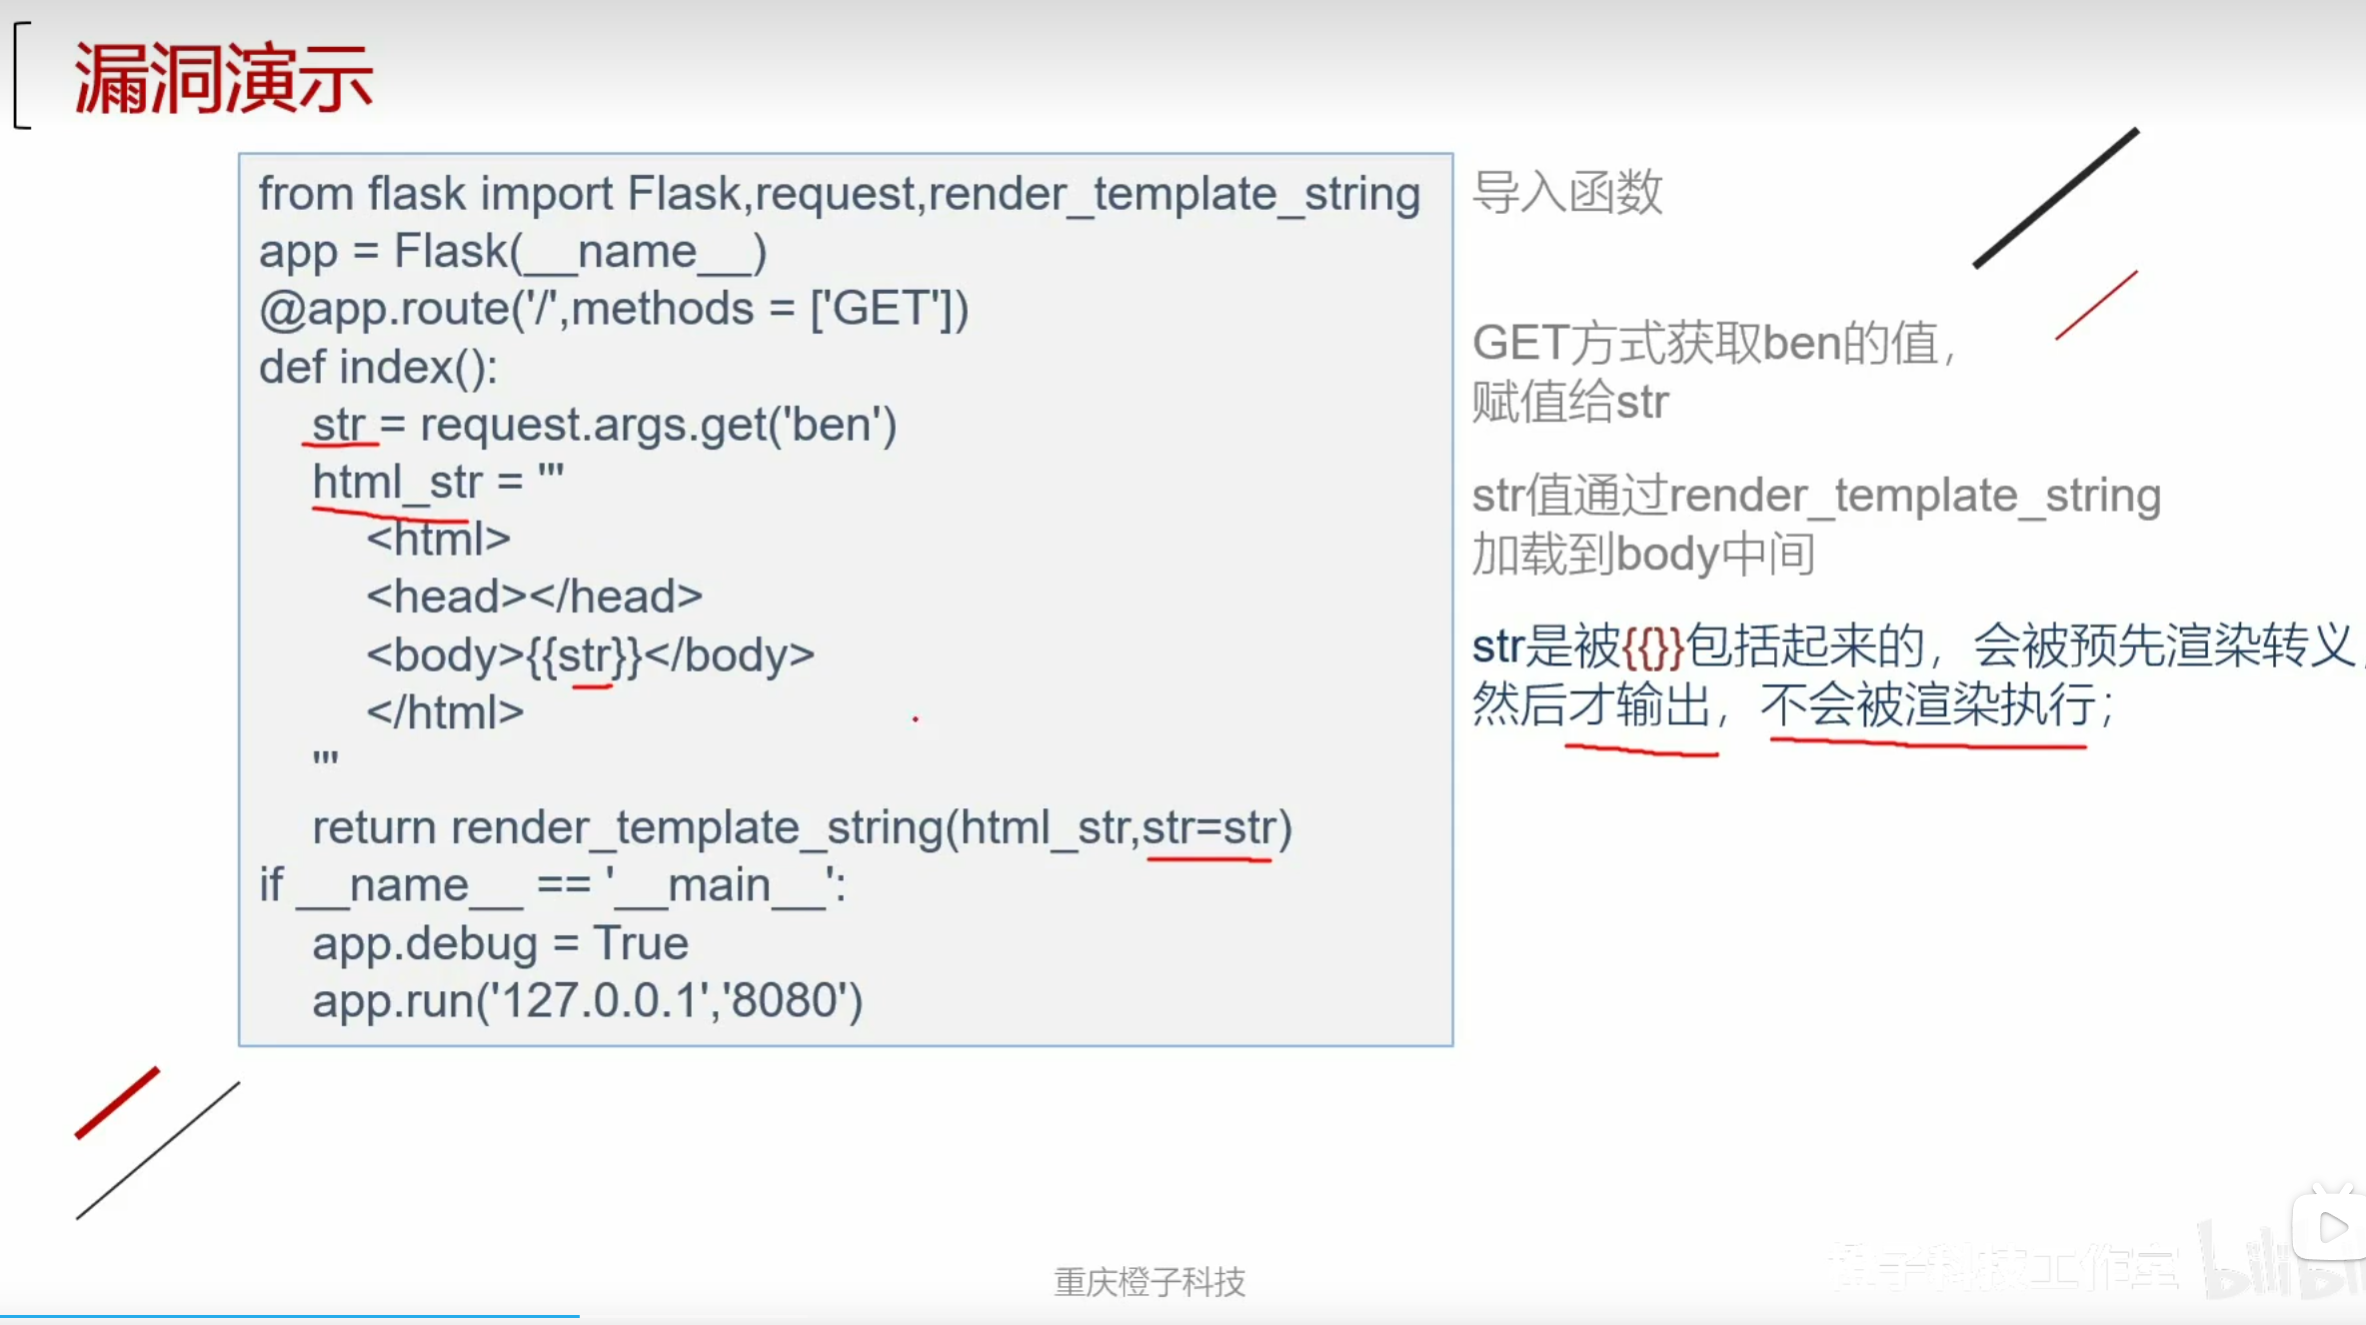 漏洞演示
from flask import Flask,request,render_template_string
app = Flask(__name__)
@app.route('/',methods = ['GET'])
def index():
str = request.args.get('ben')
html_str = '''
<html>
<head></head>
<body>{{str}}</body>
</html>
'''
return render_template_string(html_str,str=str)
if __name__ == '__main__':
app.debug = True
app.run('127.0.0.1','8080')
导入函数
GET方式获取ben的值，
赋值给str
str值通过render_template_string
加载到body中间
str是被{{}}包括起来的，会被预先渲染转义，
然后才输出，不会被渲染执行；
重庆橙子科技
橙子科技工作室
bilibili